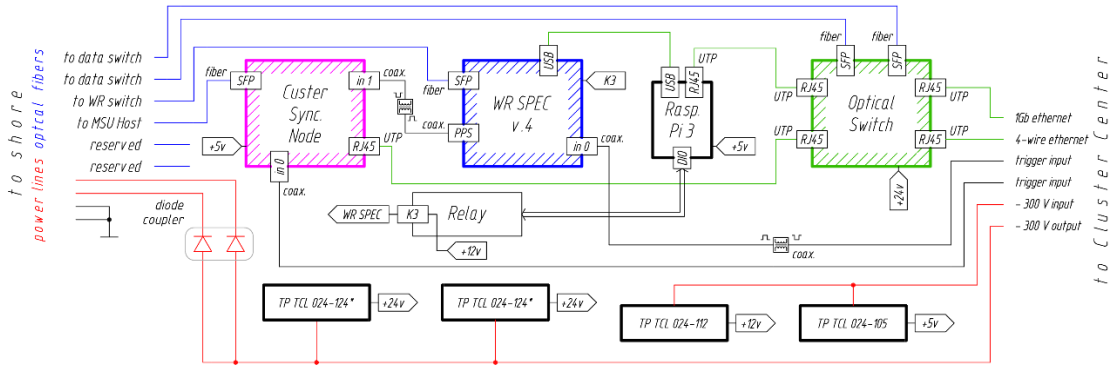 to shore
power lines optical fibers
to data switch
to data switch
to WR switch
to MSU Host
reserved
reserved
diode
coupler
fiber
SFP
Custer
Sync.
Node
in 1
coax.
RJ45
UTP
in 0
coax.
+5v
coax.
fiber
SFP
PPS
USB
WR SPEC
v.4
K3
in 0
coax.
USB
RJ45
UTP
Rasp.
Pi 3
DIO
+5v
fiber
SFP
fiber
SFP
UTP
RJ45
UTP
RJ45
Optical
Switch
RJ45
UTP
RJ45
UTP
+24v
1Gb ethernet
4-wire ethernet
trigger input
trigger input
- 300 V input
- 300 V output
to Cluster Center
WR SPEC
K3
Relay
+12v
coax.
TP TCL 024-124*
+24v
TP TCL 024-124*
+24v
TP TCL 024-112
+12v
TP TCL 024-105
+5v